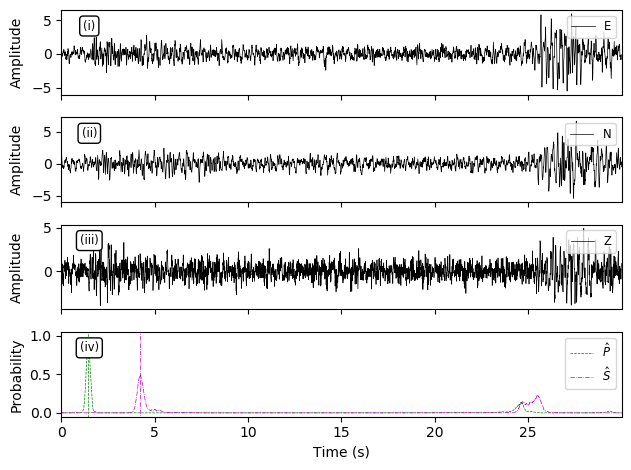 5
0
−5
Amplitude
(i)
E
5
0
−5
Amplitude
(ii)
N
5
0
Amplitude
(iii)
Z
1.0
0.5
0.0
Probability
(iv)
P̂
Ŝ
0 5 10 15 20 25
Time (s)